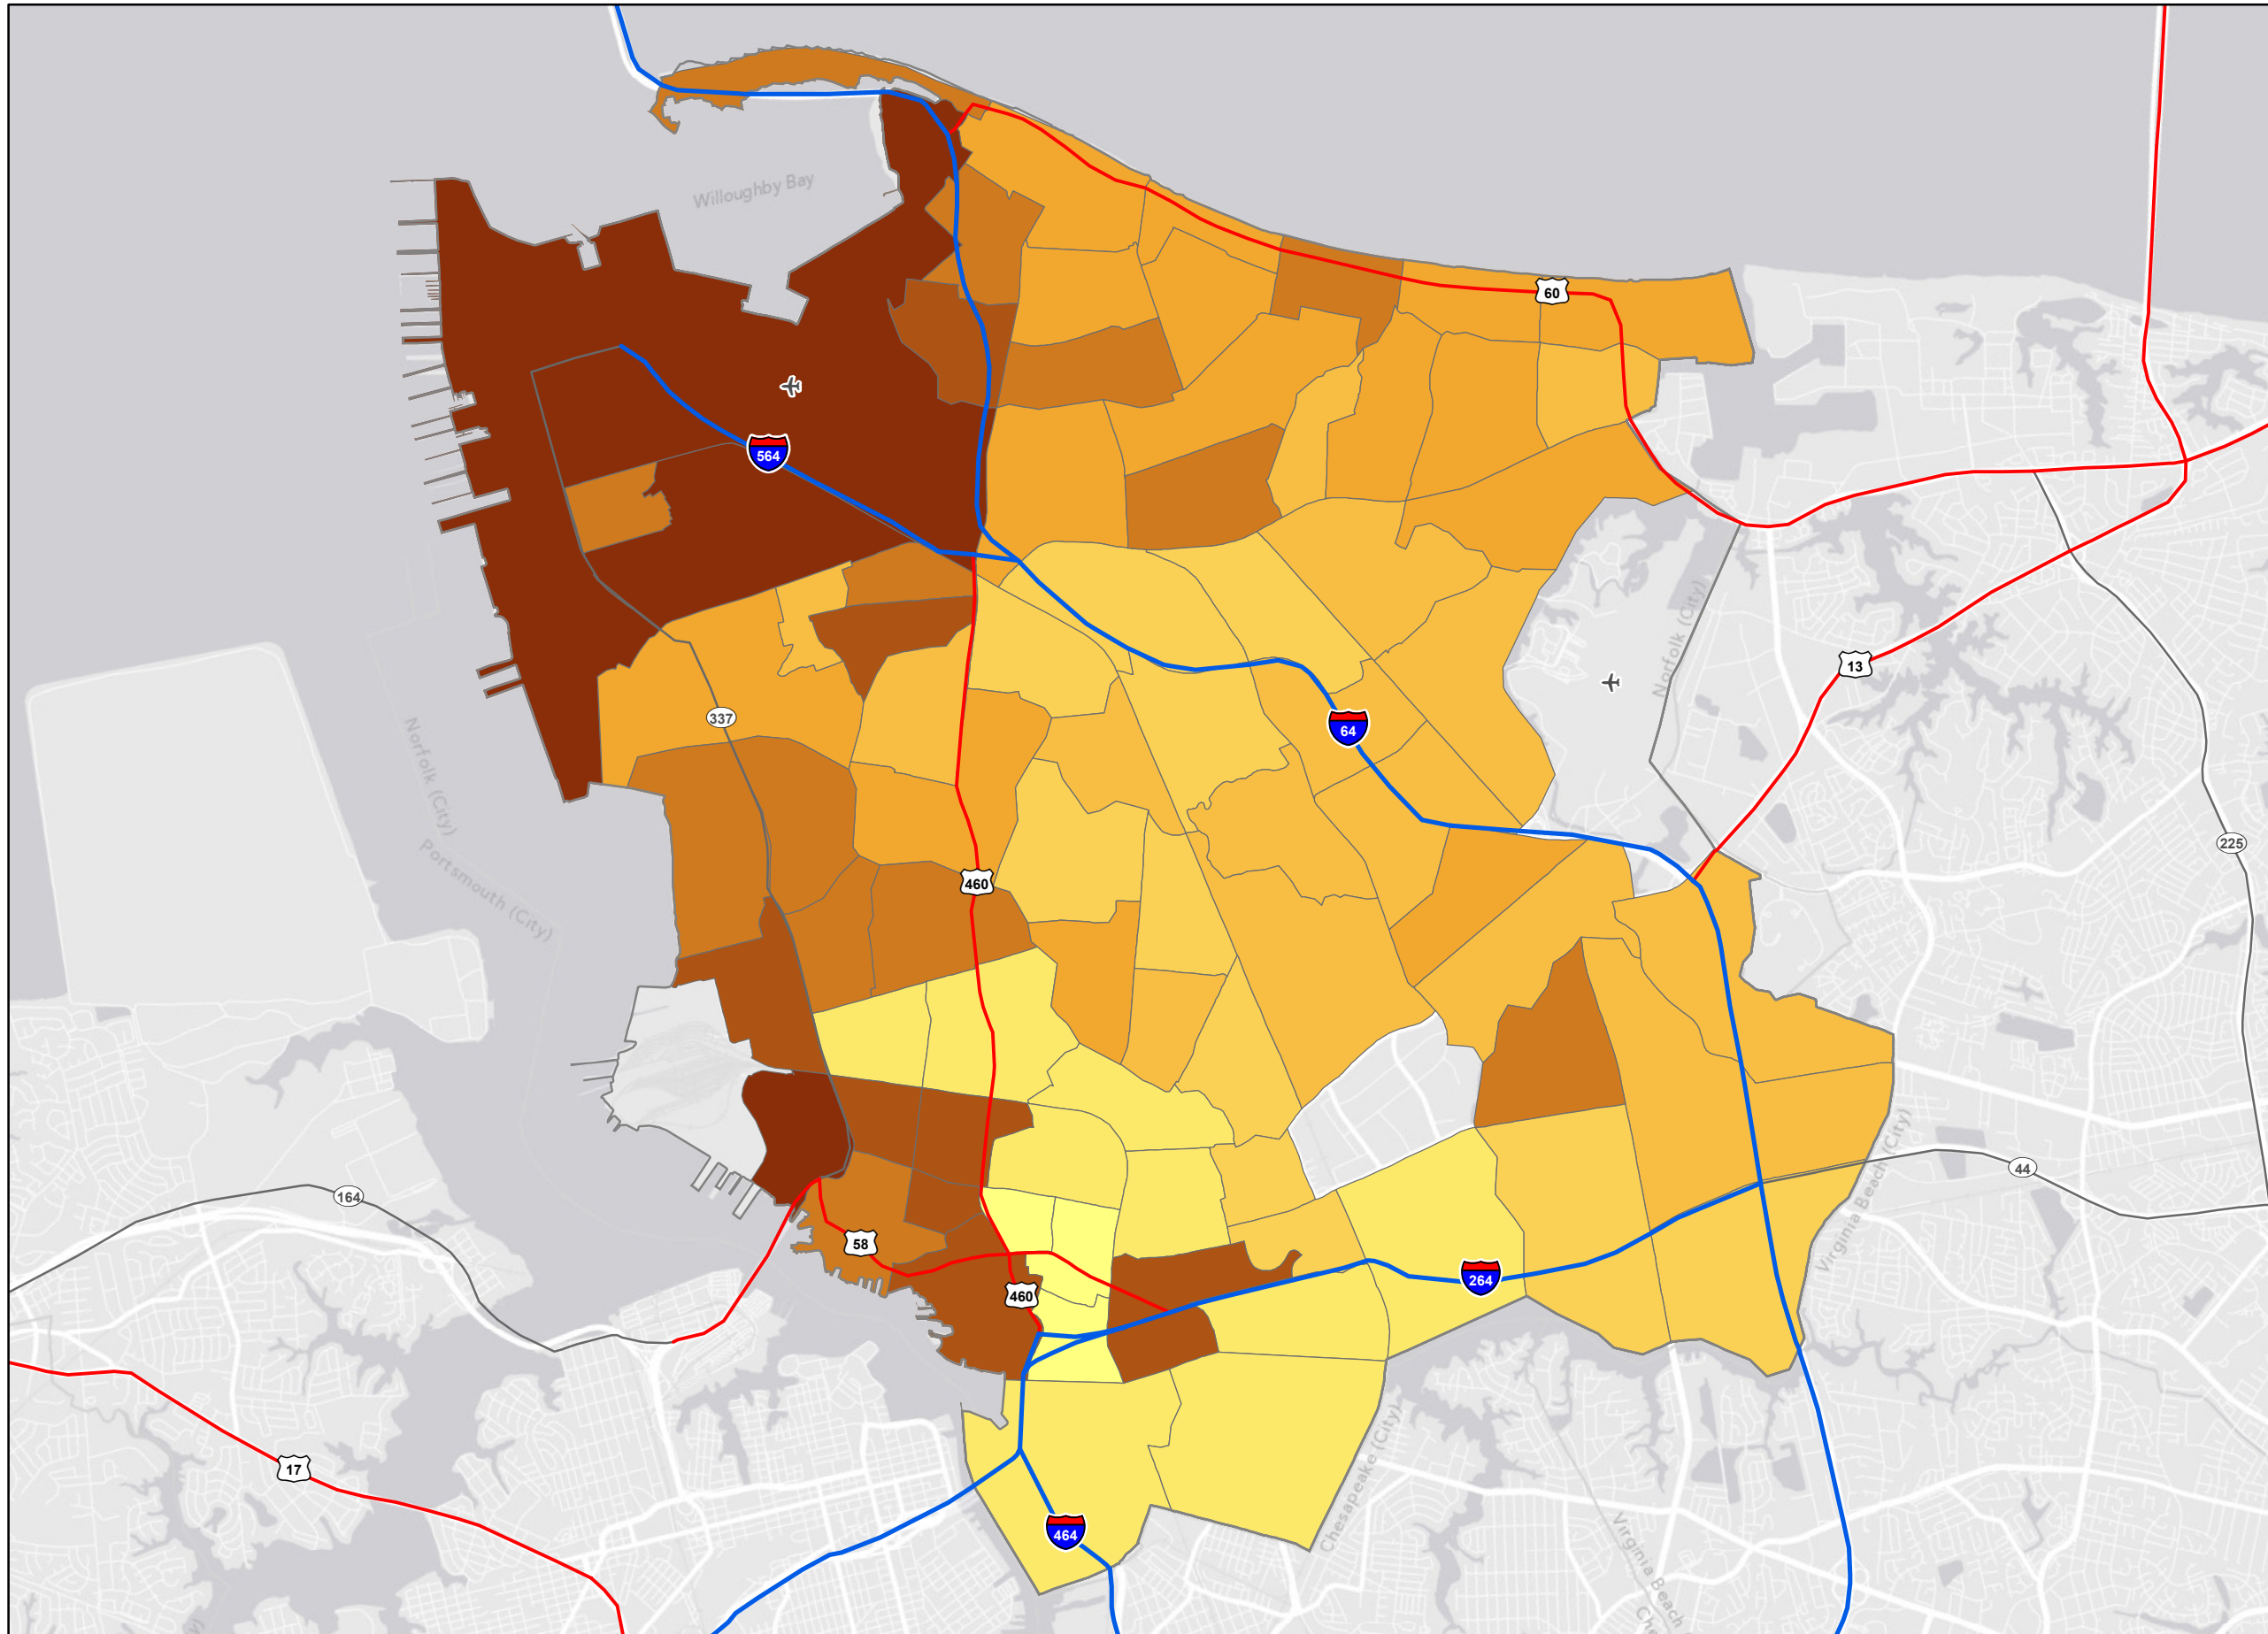 Willoughby Bay
60
564
13
Norfolk (City)
337
64
Norfolk (City)
Portsmouth (City)
225
460
164
44
58
Virginia Beach (City)
264
460
17
Chesapeake (City)
464
Virginia Beach